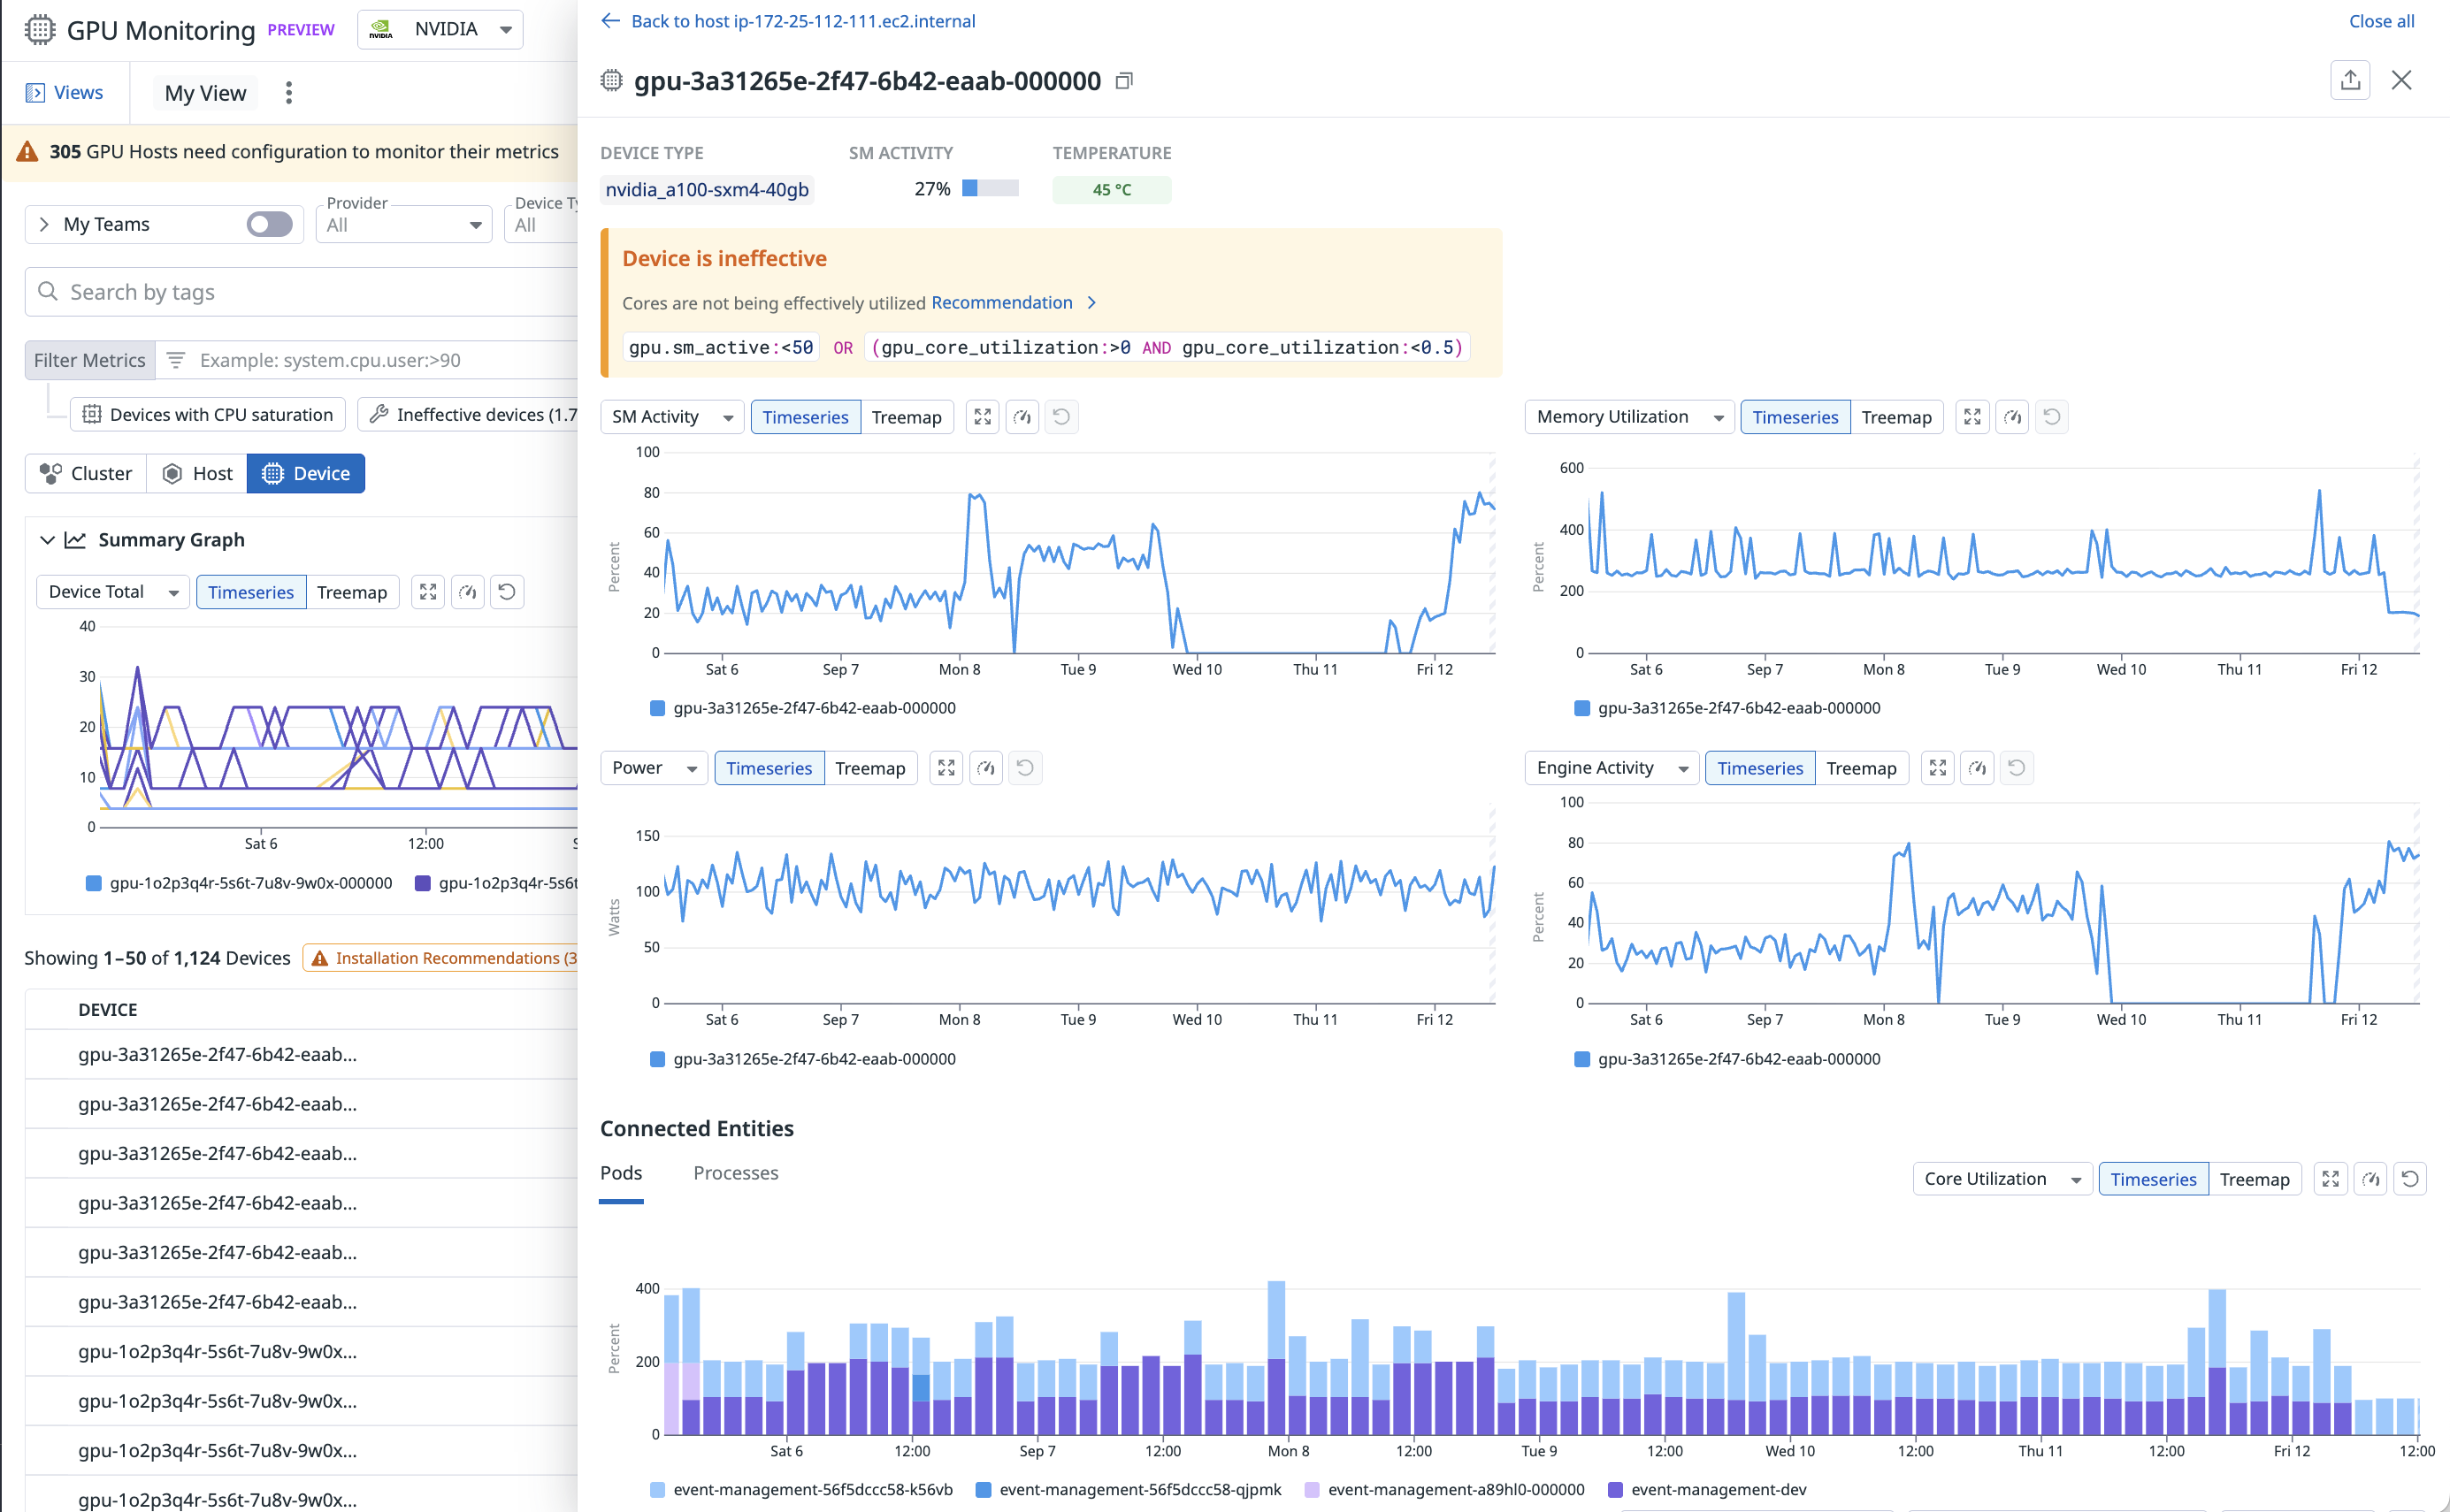 GPU Monitoring PREVIEW
NVIDIA
NVIDIA
Views
My View
305 GPU Hosts need configuration to monitor their metrics
My Teams
Provider
All
Device Ty
All
Search by tags
Filter Metrics
Example: system.cpu.user:>90
Devices with CPU saturation
Ineffective devices (1.7
Cluster
Host
Device
Summary Graph
Device Total
Timeseries
Treemap
40
30
20
10
0
Sat 6
12:00
S
gpu-1o2p3q4r-5s6t-7u8v-9w0x-000000
gpu-1o2p3q4r-5s6t
Showing 1–50 of 1,124 Devices
Installation Recommendations (3
DEVICE
gpu-3a31265e-2f47-6b42-eaab...
gpu-3a31265e-2f47-6b42-eaab...
gpu-3a31265e-2f47-6b42-eaab...
gpu-3a31265e-2f47-6b42-eaab...
gpu-3a31265e-2f47-6b42-eaab...
gpu-3a31265e-2f47-6b42-eaab...
gpu-1o2p3q4r-5s6t-7u8v-9w0x...
gpu-1o2p3q4r-5s6t-7u8v-9w0x...
gpu-1o2p3q4r-5s6t-7u8v-9w0x...
gpu-1o2p3q4r-5s6t-7u8v-9w0x...
Back to host ip-172-25-112-111.ec2.internal
Close all
gpu-3a31265e-2f47-6b42-eaab-000000
DEVICE TYPE
nvidia_a100-sxm4-40gb
SM ACTIVITY
27%
TEMPERATURE
45 °C
Device is ineffective
Cores are not being effectively utilized Recommendation
gpu.sm_active:<50 OR (gpu_core_utilization:>0 AND gpu_core_utilization:<0.5)
SM Activity
Timeseries
Treemap
100
80
60
40
20
0
Percent
Sat 6
Sep 7
Mon 8
Tue 9
Wed 10
Thu 11
Fri 12
gpu-3a31265e-2f47-6b42-eaab-000000
Memory Utilization
Timeseries
Treemap
600
400
200
0
Percent
Sat 6
Sep 7
Mon 8
Tue 9
Wed 10
Thu 11
Fri 12
gpu-3a31265e-2f47-6b42-eaab-000000
Power
Timeseries
Treemap
150
100
50
0
Watts
Sat 6
Sep 7
Mon 8
Tue 9
Wed 10
Thu 11
Fri 12
gpu-3a31265e-2f47-6b42-eaab-000000
Engine Activity
Timeseries
Treemap
100
80
60
40
20
0
Percent
Sat 6
Sep 7
Mon 8
Tue 9
Wed 10
Thu 11
Fri 12
gpu-3a31265e-2f47-6b42-eaab-000000
Connected Entities
Pods
Processes
Core Utilization
Timeseries
Treemap
400
200
0
Percent
Sat 6
12:00
Sep 7
12:00
Mon 8
12:00
Tue 9
12:00
Wed 10
12:00
Thu 11
12:00
Fri 12
12:00
event-management-56f5dccc58-k56vb
event-management-56f5dccc58-qjpmk
event-management-a89hl0-000000
event-management-dev